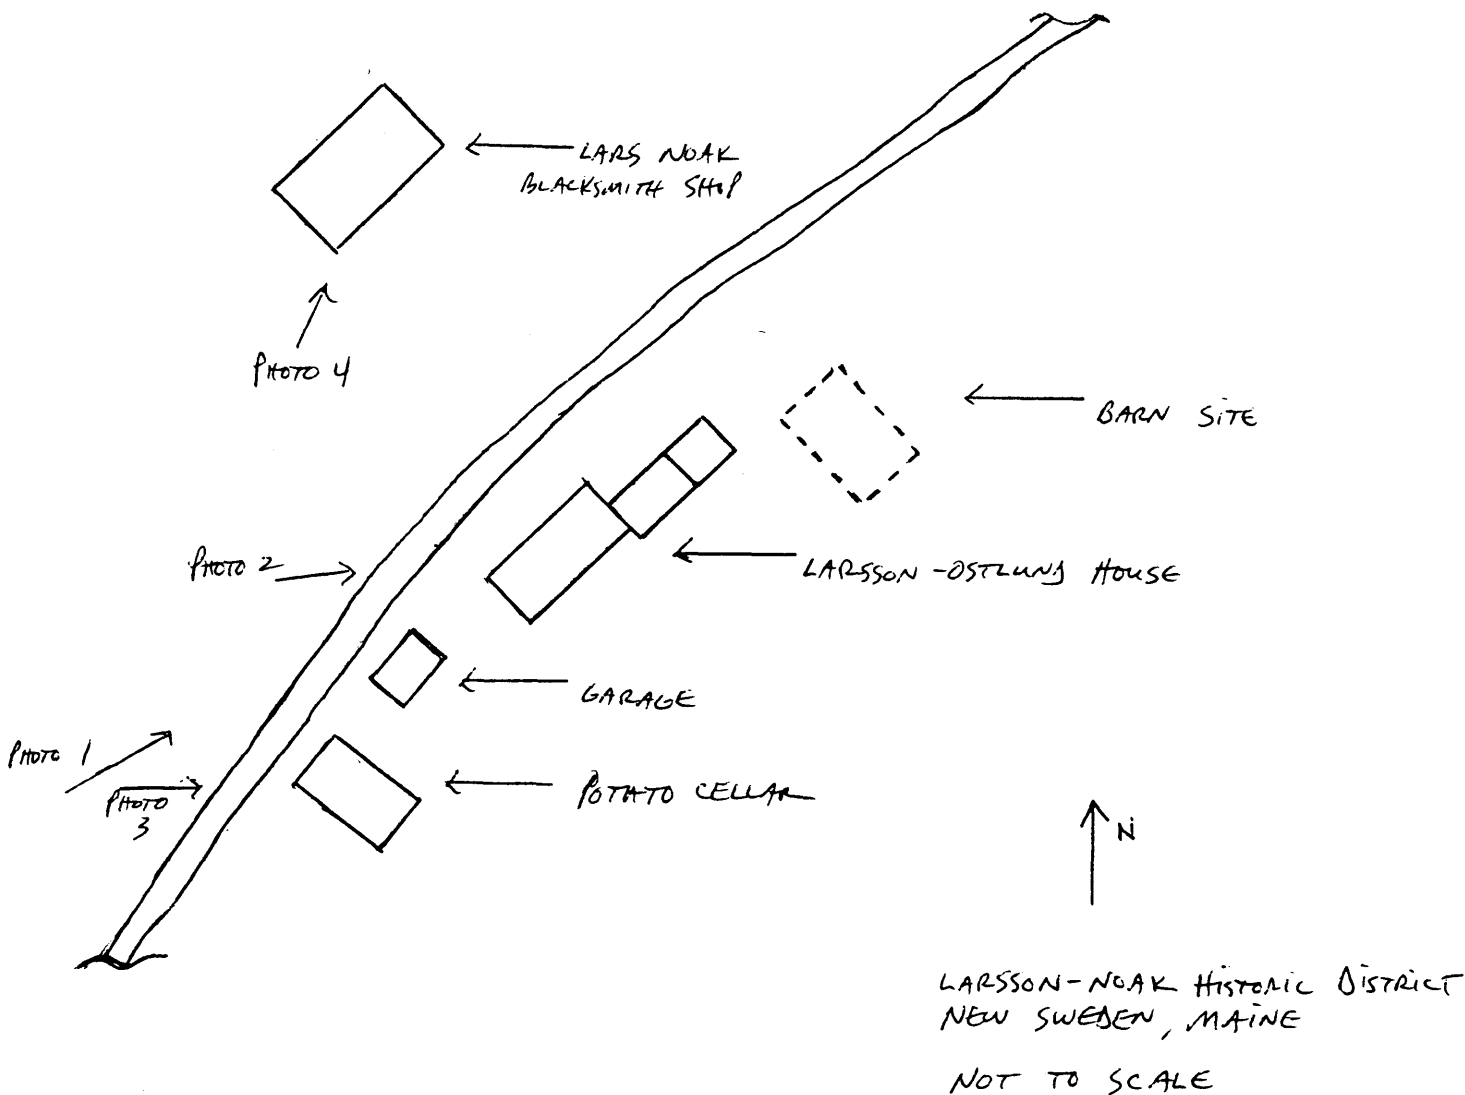 LARS NOAK
BLACKSMITH SHOP
PHOTO 4
BARN SITE
PHOTO 2
LARSSON-OSTLUND HOUSE
GARAGE
PHOTO 1
PHOTO
3
POTATO CELLAR
N
LARSSON-NOAK HISTORIC DISTRICT
NEW SWEDEN, MAINE
NOT TO SCALE